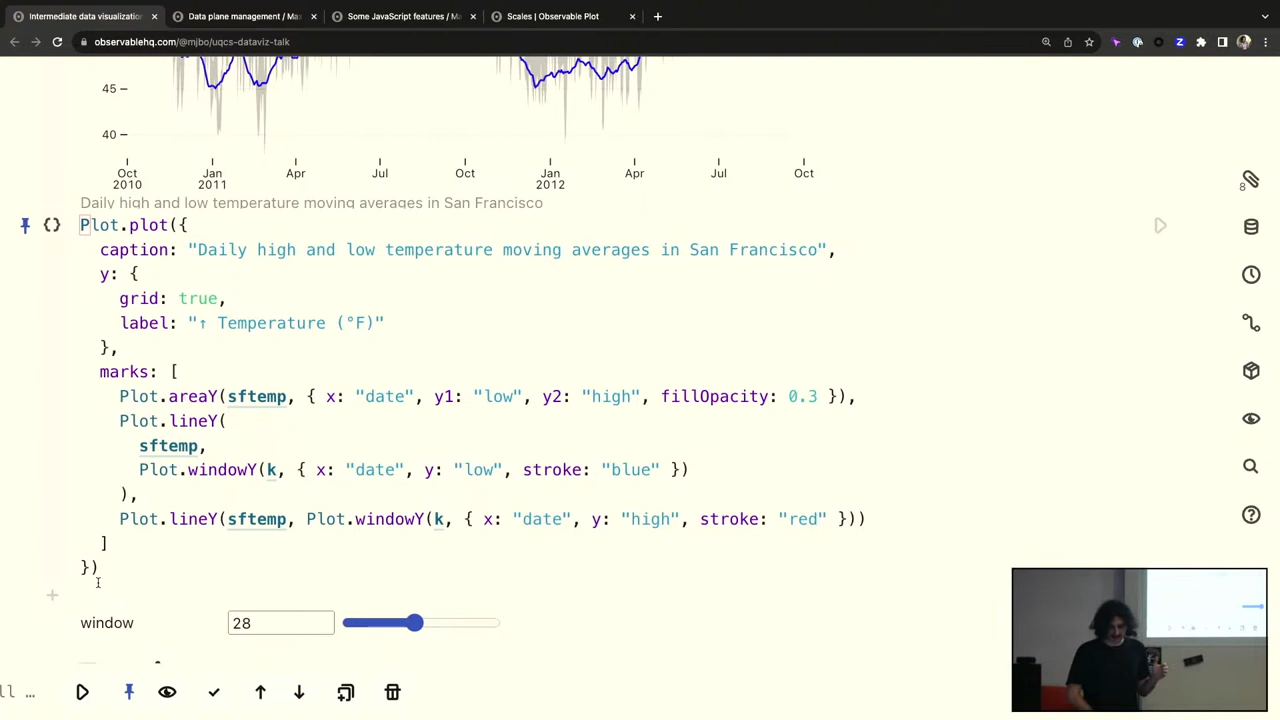 Intermediate data visualizatio
Data plane management / Ma
Some JavaScript features / M
Scales | Observable Plot
observablehq.com/@mjbo/uqcs-dataviz-talk
45
40
Oct Jan Apr Jul Oct Jan Apr Jul Oct
2010 2011 2012
Daily high and low temperature moving averages in San Francisco
8
Plot.plot({
caption: "Daily high and low temperature moving averages in San Francisco",
y: {
grid: true,
label: "↑ Temperature (°F)"
},
marks: [
Plot.areaY(sftemp, { x: "date", y1: "low", y2: "high", fillOpacity: 0.3 }),
Plot.lineY(
sftemp,
Plot.windowY(k, { x: "date", y: "low", stroke: "blue" })
),
Plot.lineY(sftemp, Plot.windowY(k, { x: "date", y: "high", stroke: "red" }))
]
})
window 28
ll …